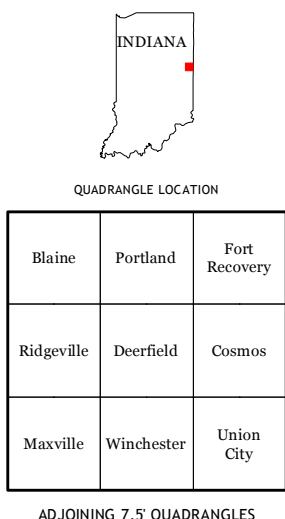 INDIANA
QUADRANGLE LOCATION
Blaine
Portland
Fort
Recovery
Ridgeville
Deerfield
Cosmos
Maxville
Winchester
Union
City
ADJOINING 7.5' QUADRANGLES